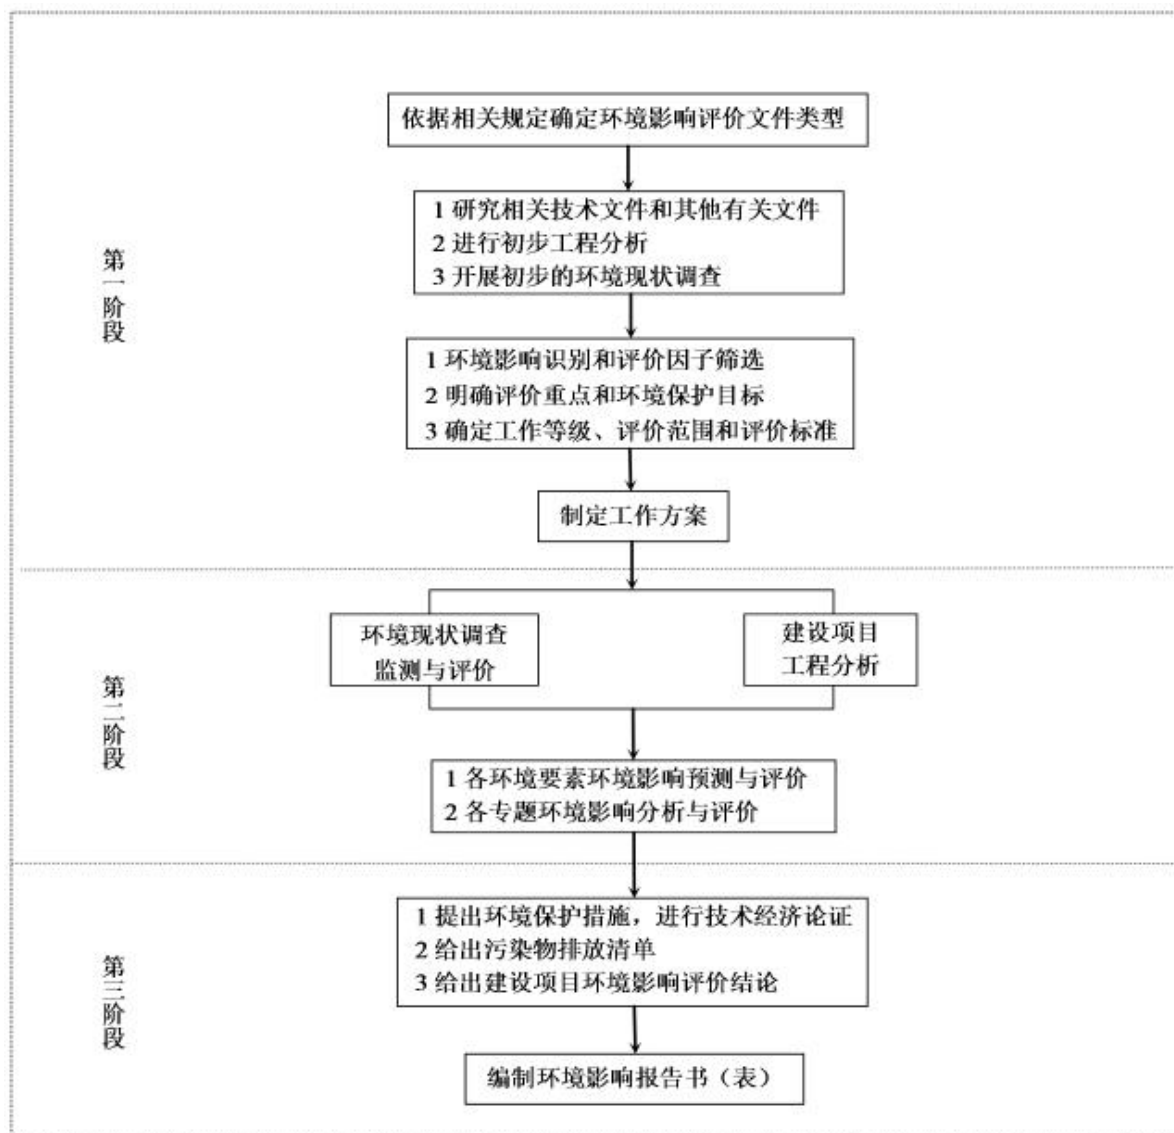 依据相关规定确定环境影响评价文件类型
1 研究相关技术文件和其他有关文件
2 进行初步工程分析
3 开展初步的环境现状调查
第一阶段
1 环境影响识别和评价因子筛选
2 明确评价重点和环境保护目标
3 确定工作等级、评价范围和评价标准
制定工作方案
环境现状调查
监测与评价
建设项目
工程分析
第二阶段
1 各环境要素环境影响预测与评价
2 各专题环境影响分析与评价
1 提出环境保护措施，进行技术经济论证
2 给出污染物排放清单
3 给出建设项目环境影响评价结论
第三阶段
编制环境影响报告书（表）